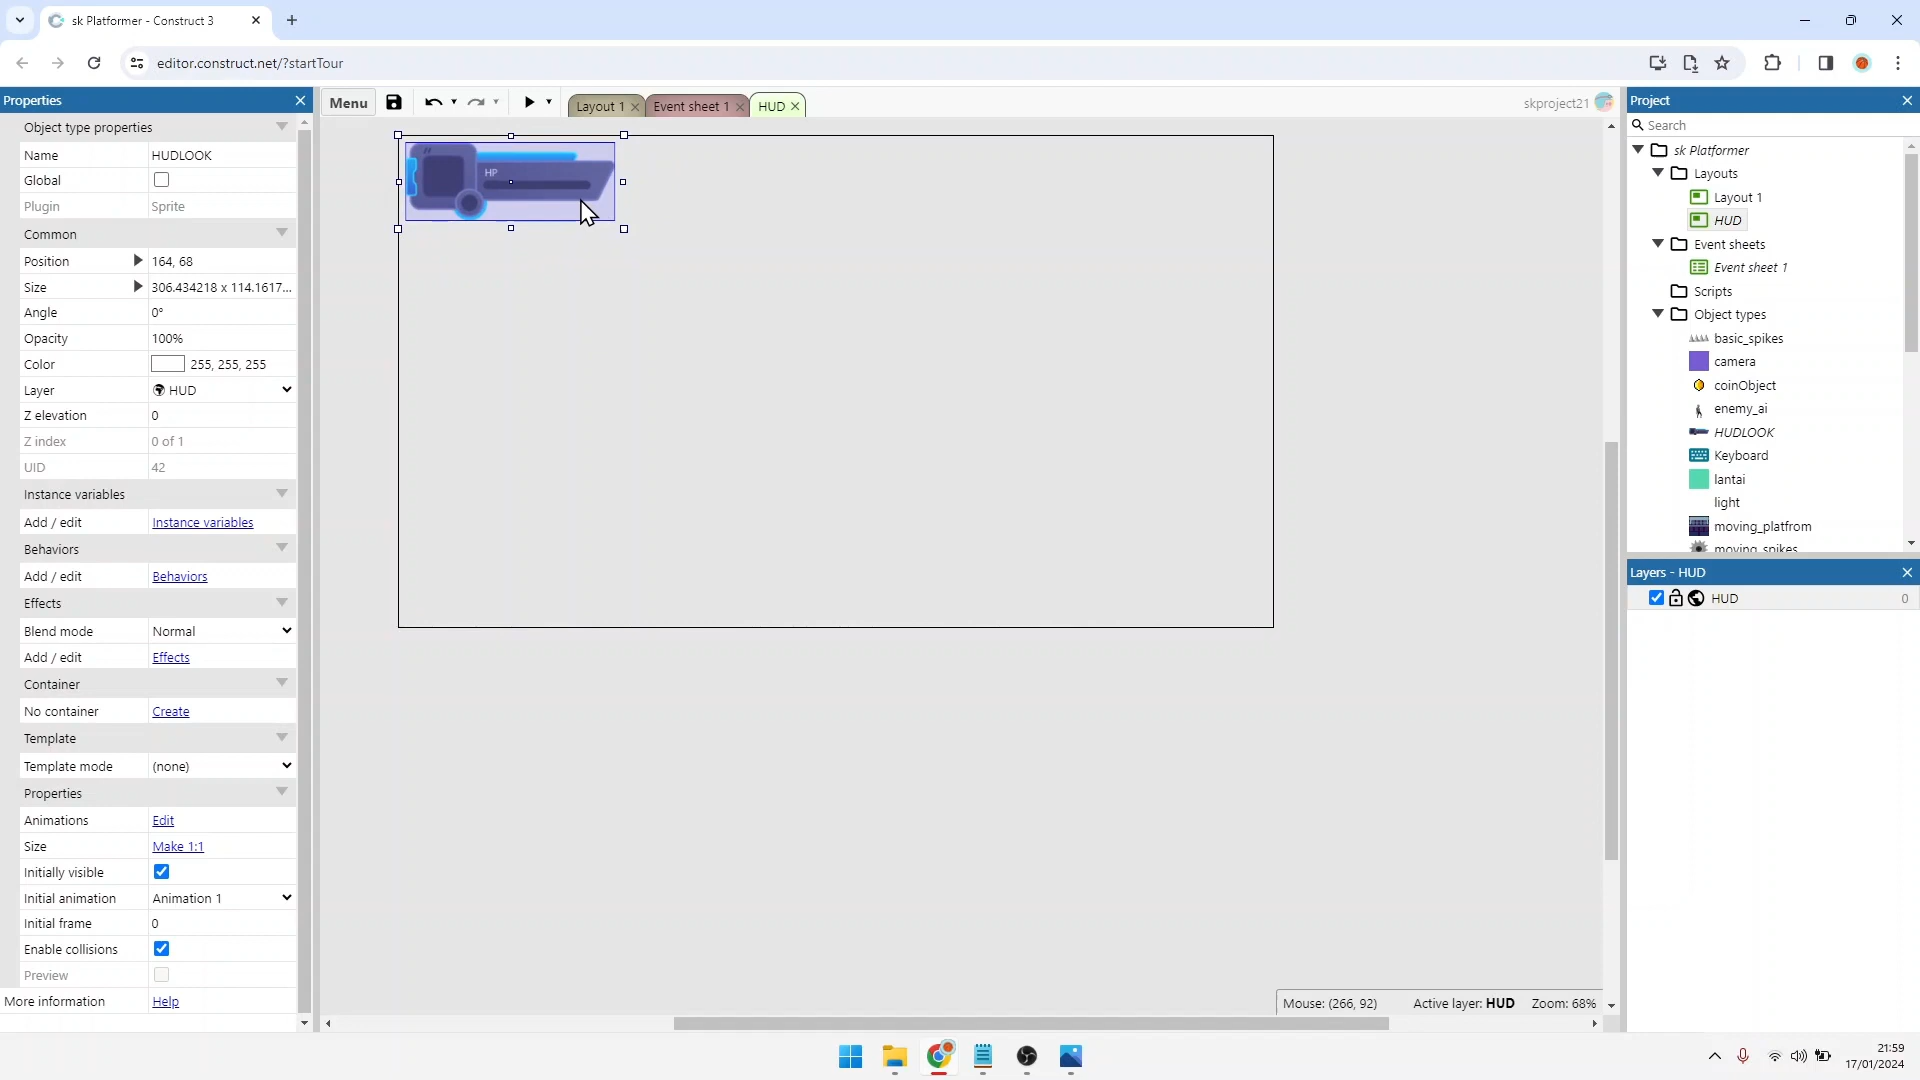 sk Platformer - Construct 3
editor.construct.net/?startTour
Properties
Object type properties
Name HUDLOOK
Global
Plugin Sprite
Common
Position 164, 68
Size 306.434218 x 114.1617...
Angle 0°
Opacity 100%
Color 255, 255, 255
Layer HUD
Z elevation 0
Z index 0 of 1
UID 42
Instance variables
Add / edit Instance variables
Behaviors
Add / edit Behaviors
Effects
Blend mode Normal
Add / edit Effects
Container
No container Create
Template
Template mode (none)
Properties
Animations Edit
Size Make 1:1
Initially visible
Initial animation Animation 1
Initial frame 0
Enable collisions
Preview
More information Help
Menu
Layout 1
Event sheet 1
HUD
skproject21
HP
Mouse: (266, 92) Active layer: HUD Zoom: 68%
Project
Search
sk Platformer
Layouts
Layout 1
HUD
Event sheets
Event sheet 1
Scripts
Object types
basic_spikes
camera
coinObject
enemy_ai
HUDLOOK
Keyboard
lantai
light
moving_platfrom
moving_spikes
Layers - HUD
HUD 0
21:59
17/01/2024